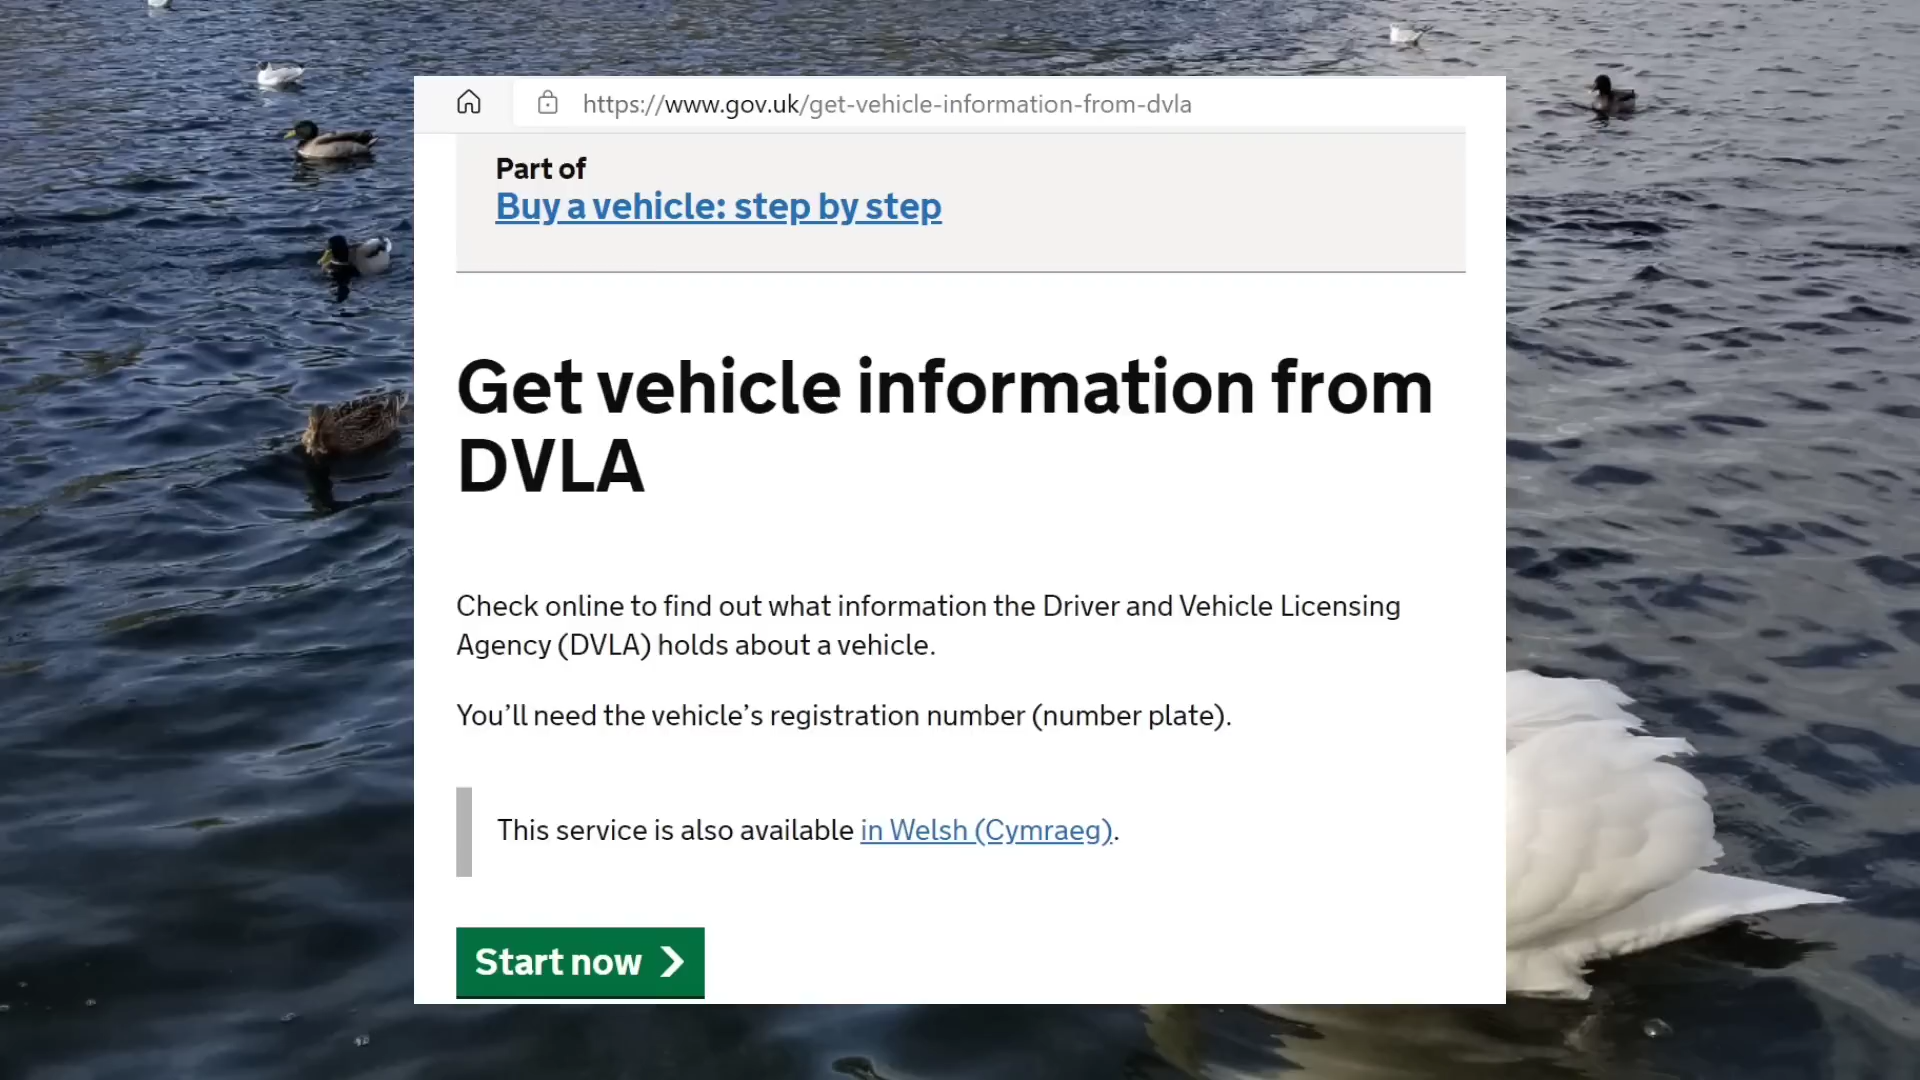 https://www.gov.uk/get-vehicle-information-from-dvla
Part of
Buy a vehicle: step by step
Get vehicle information from
DVLA
Check online to find out what information the Driver and Vehicle Licensing
Agency (DVLA) holds about a vehicle.
You’ll need the vehicle’s registration number (number plate).
This service is also available in Welsh (Cymraeg).
Start now